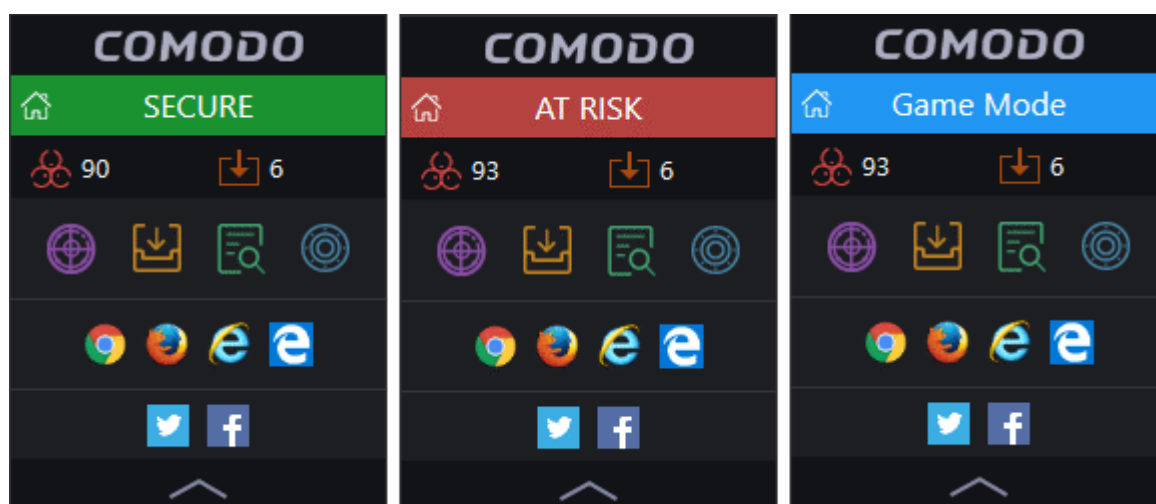 COMODO
SECURE
90 6
COMODO
AT RISK
93 6
COMODO
Game Mode
93 6